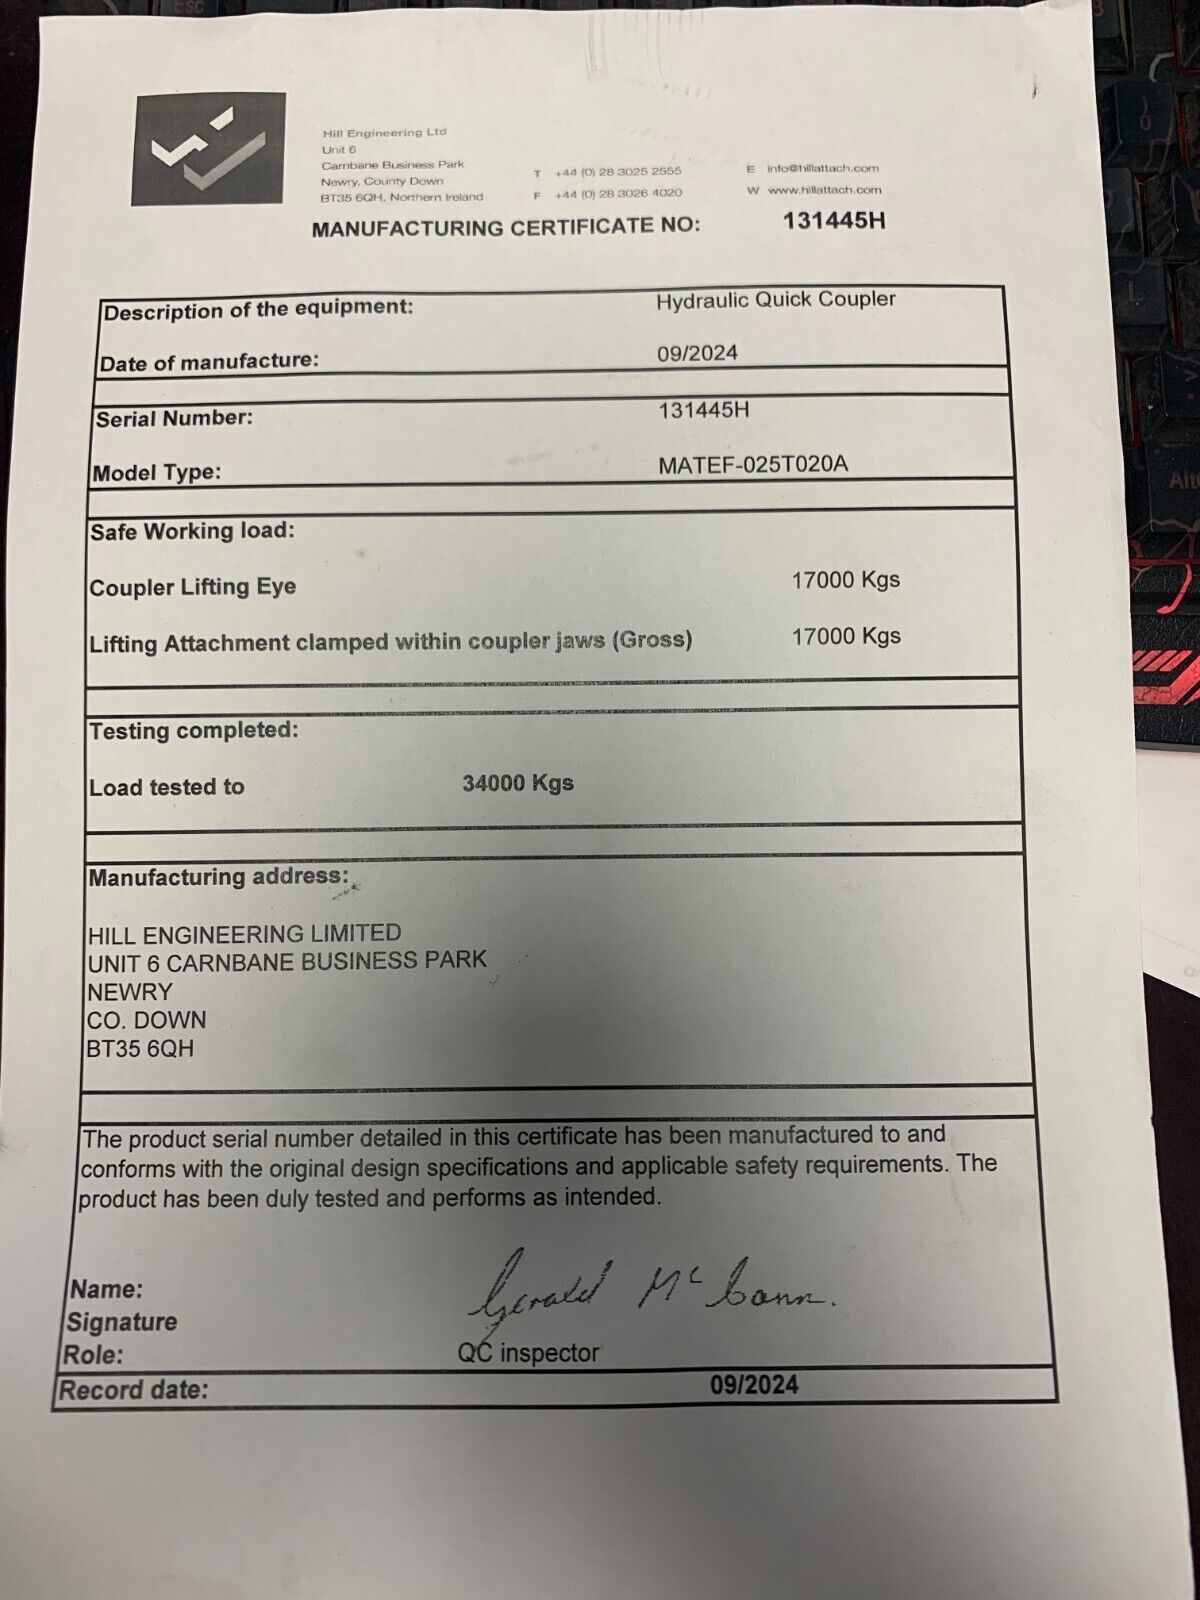 Hill Engineering Ltd
Unit 6
Carnbane Business Park
Newry, County Down
BT35 6QH, Northern Ireland
T +44 (0) 28 3025 2555
F +44 (0) 28 3026 4020
E info@hillattach.com
W www.hillattach.com
MANUFACTURING CERTIFICATE NO: 131445H
Description of the equipment: Hydraulic Quick Coupler
Date of manufacture: 09/2024
Serial Number: 131445H
Model Type: MATEF-025T020A
Safe Working load:
Coupler Lifting Eye 17000 Kgs
Lifting Attachment clamped within coupler jaws (Gross) 17000 Kgs
Testing completed:
Load tested to 34000 Kgs
Manufacturing address:
HILL ENGINEERING LIMITED
UNIT 6 CARNBANE BUSINESS PARK
NEWRY
CO. DOWN
BT35 6QH
The product serial number detailed in this certificate has been manufactured to and
conforms with the original design specifications and applicable safety requirements. The
product has been duly tested and performs as intended.
Name: Gerald McCann.
Signature
Role: QC inspector
Record date: 09/2024
ESC
Alt